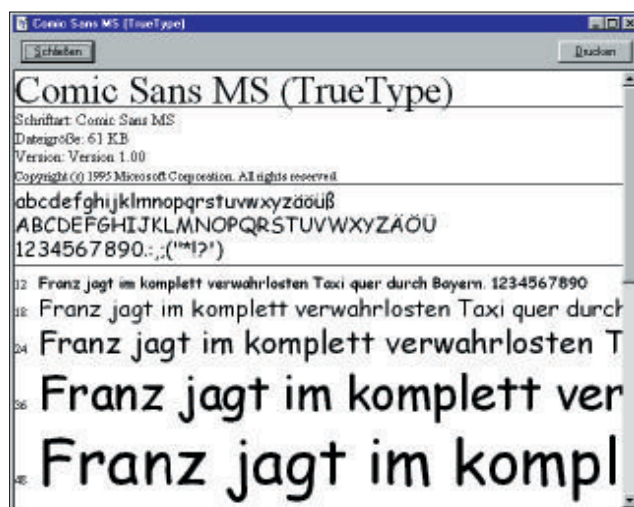 Comic Sans MS (TrueType)
Schließen
Drucken
Comic Sans MS (TrueType)
Schriftart: Comic Sans MS
Dateigröße: 61 KB
Version: Version 1.00
Copyright (c) 1995 Microsoft Corporation. All rights reserved.
abcdefghijklmnopqrstuvwxyzäöüß
ABCDEFGHIJKLMNOPQRSTUVWXYZÄÖÜ
1234567890.:,;("*!?')
12 Franz jagt im komplett verwahrlosten Taxi quer durch Bayern. 1234567890
18 Franz jagt im komplett verwahrlosten Taxi quer durch
24 Franz jagt im komplett verwahrlosten T
36 Franz jagt im komplett ver
48 Franz jagt im kompl